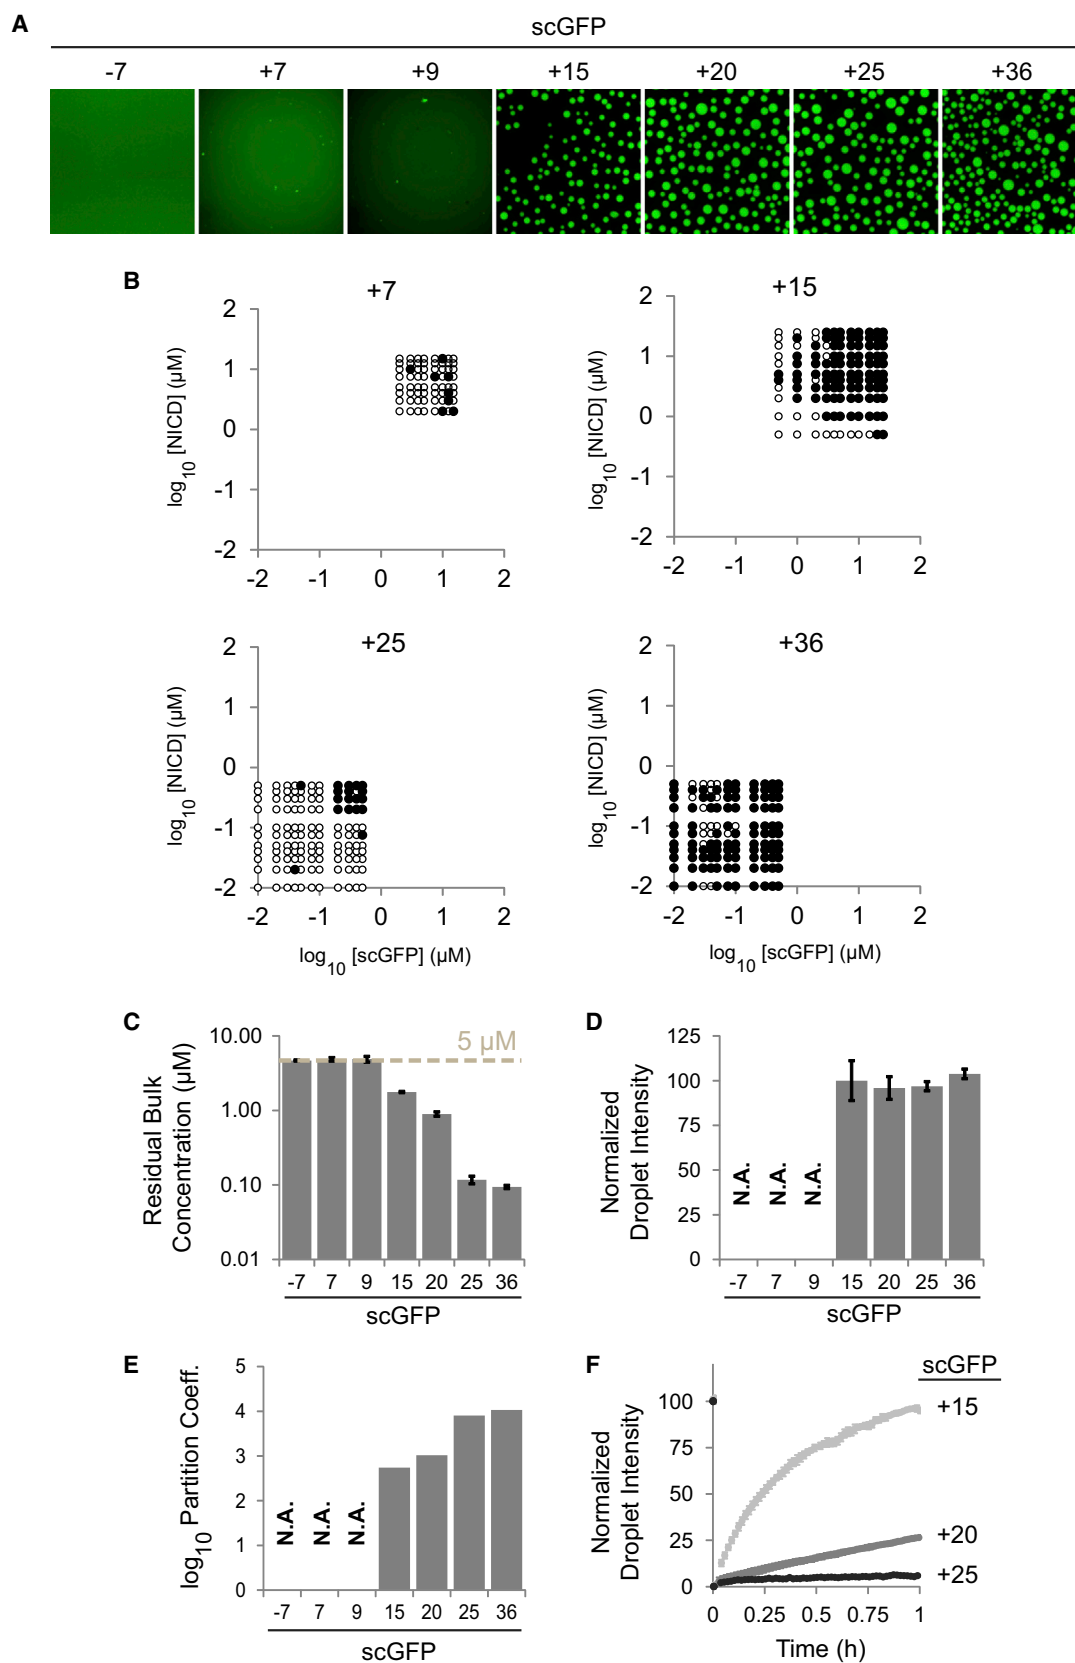 A
scGFP
-7 +7 +9 +15 +20 +25 +36
B
+7
log10 [NICD] (µM)
2
1
0
-1
-2
-2 -1 0 1 2
+15
log10 [NICD] (µM)
2
1
0
-1
-2
-2 -1 0 1 2
+25
log10 [NICD] (µM)
2
1
0
-1
-2
-2 -1 0 1 2
log10 [scGFP] (µM)
+36
log10 [NICD] (µM)
2
1
0
-1
-2
-2 -1 0 1 2
log10 [scGFP] (µM)
C
Residual Bulk
Concentration (µM)
10.00
1.00
0.10
0.01
5 µM
-7 7 9 15 20 25 36
scGFP
D
Normalized
Droplet Intensity
125
100
75
50
25
0
N.A. N.A. N.A.
-7 7 9 15 20 25 36
scGFP
E
log10 Partition Coeff.
5
4
3
2
1
0
N.A. N.A. N.A.
-7 7 9 15 20 25 36
scGFP
F
Normalized
Droplet Intensity
100
75
50
25
0
0 0.25 0.5 0.75 1
Time (h)
scGFP
+15
+20
+25